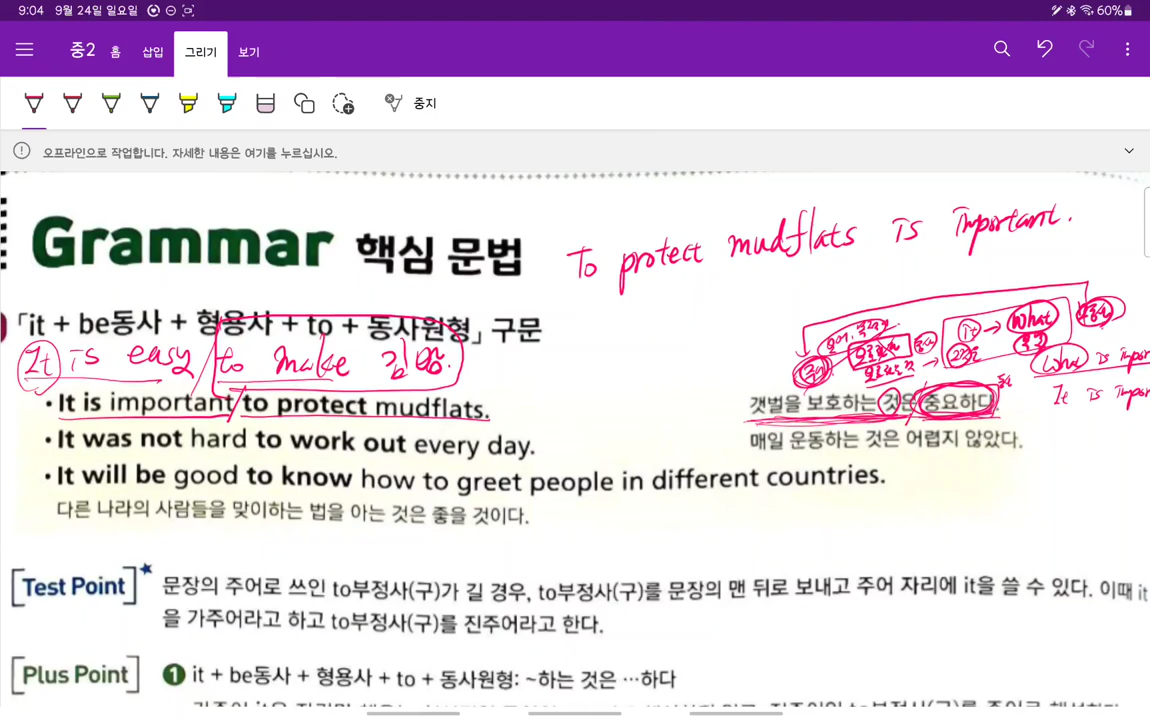 9:04 9월 24일 일요일 60%
중2 홈 삽입 그리기 보기
중지
오프라인으로 작업합니다. 자세한 내용은 여기를 누르십시오.
To protect mudflats is important.
Grammar 핵심 문법
「it + be동사 + 형용사 + to + 동사원형」 구문
It → What
It is easy to make 김밥.
What is impor
It is impor
• It is important to protect mudflats. 갯벌을 보호하는 것은 중요하다.
• It was not hard to work out every day. 매일 운동하는 것은 어렵지 않았다.
• It will be good to know how to greet people in different countries.
다른 나라의 사람들을 맞이하는 법을 아는 것은 좋을 것이다.
[Test Point]★ 문장의 주어로 쓰인 to부정사(구)가 길 경우, to부정사(구)를 문장의 맨 뒤로 보내고 주어 자리에 it을 쓸 수 있다. 이때 it
을 가주어라고 하고 to부정사(구)를 진주어라고 한다.
[Plus Point] ❶ it + be동사 + 형용사 + to + 동사원형: ~하는 것은 …하다